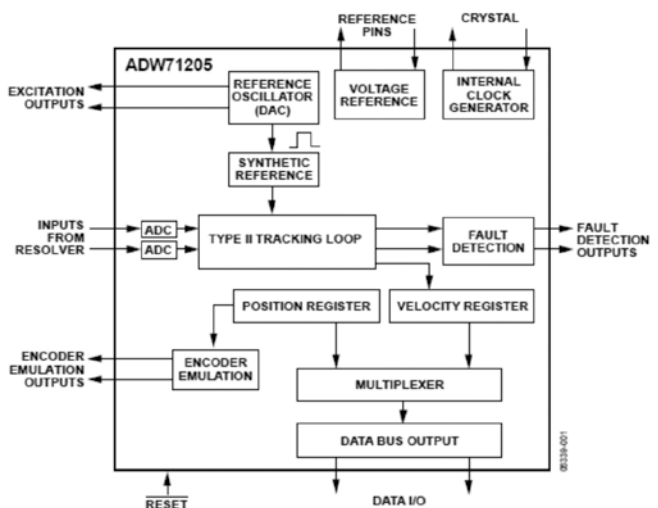 REFERENCE
PINS
CRYSTAL
ADW71205
EXCITATION
OUTPUTS
REFERENCE
OSCILLATOR
(DAC)
VOLTAGE
REFERENCE
INTERNAL
CLOCK
GENERATOR
SYNTHETIC
REFERENCE
INPUTS
FROM
RESOLVER
ADC
ADC
TYPE II TRACKING LOOP
FAULT
DETECTION
FAULT
DETECTION
OUTPUTS
POSITION REGISTER
VELOCITY REGISTER
ENCODER
EMULATION
OUTPUTS
ENCODER
EMULATION
MULTIPLEXER
DATA BUS OUTPUT
RESET
DATA I/O
06339-001